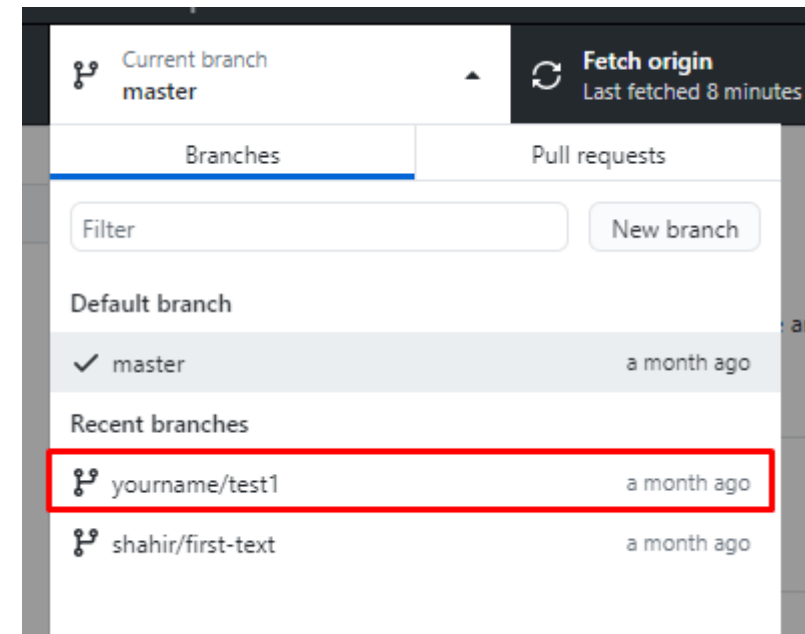 Current branch
master
Fetch origin
Last fetched 8 minutes
Branches
Pull requests
Filter
New branch
Default branch
master
a month ago
Recent branches
yourname/test1
a month ago
shahir/first-text
a month ago